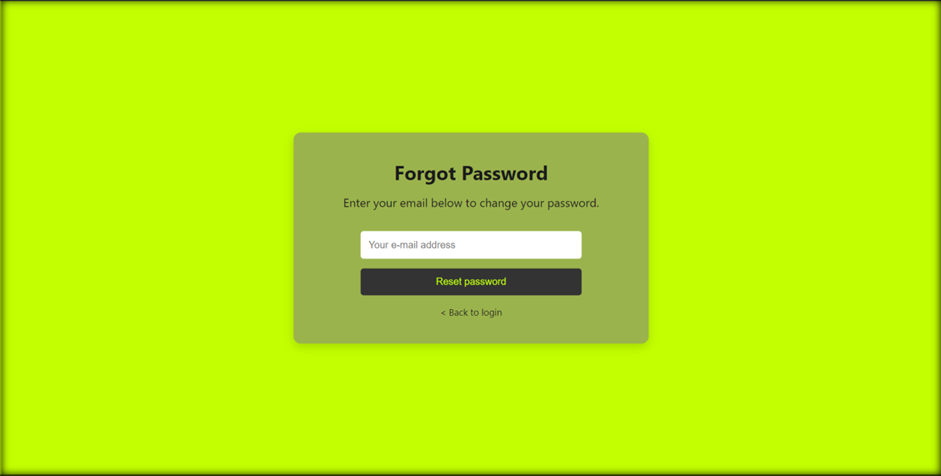 Forgot Password
Enter your email below to change your password.
Your e-mail address
Reset password
< Back to login